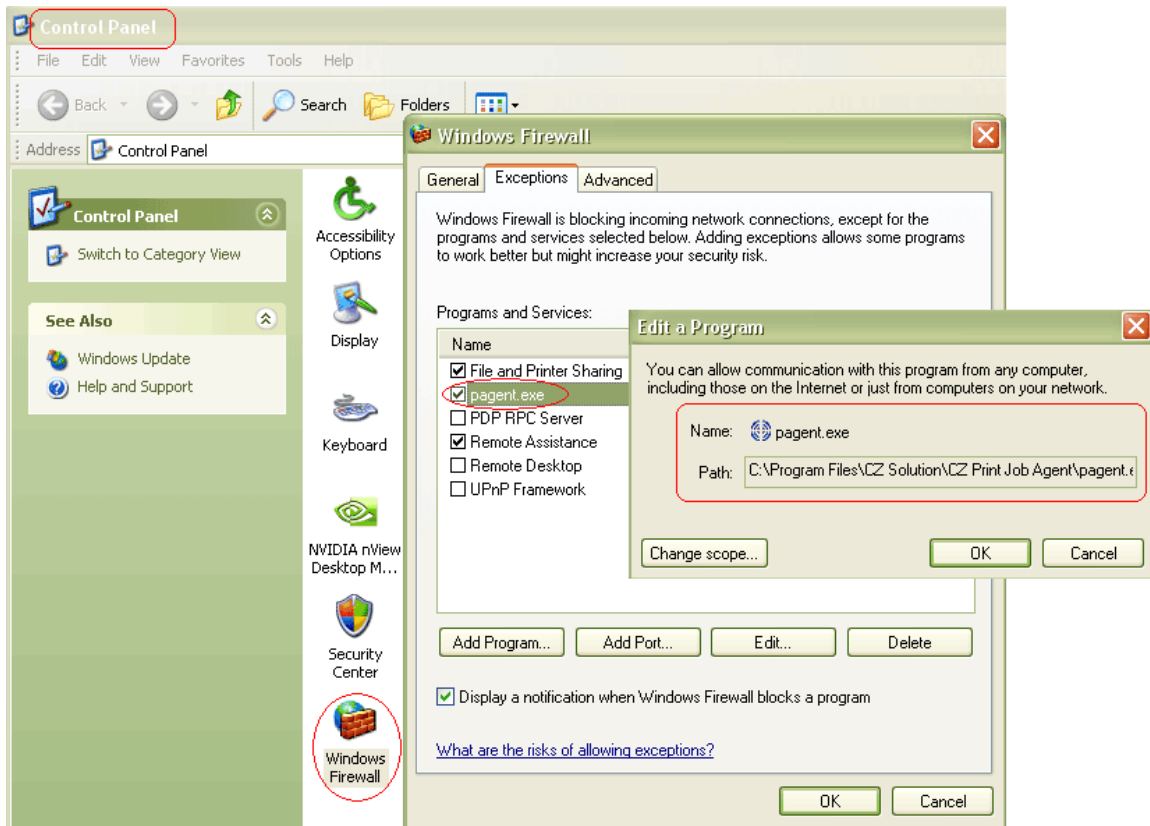 Control Panel
File Edit View Favorites Tools Help
Back Search Folders
Address Control Panel
Control Panel
Switch to Category View
See Also
Windows Update
Help and Support
Accessibility
Options
Display
Keyboard
NVIDIA nView
Desktop M...
Security
Center
Windows
Firewall
Windows Firewall
General Exceptions Advanced
Windows Firewall is blocking incoming network connections, except for the
programs and services selected below. Adding exceptions allows some programs
to work better but might increase your security risk.
Programs and Services:
Name
File and Printer Sharing
pagent.exe
PDP RPC Server
Remote Assistance
Remote Desktop
UPnP Framework
Add Program... Add Port... Edit... Delete
Display a notification when Windows Firewall blocks a program
What are the risks of allowing exceptions?
OK Cancel
Edit a Program
You can allow communication with this program from any computer,
including those on the Internet or just from computers on your network.
Name: pagent.exe
Path: C:\Program Files\CZ Solution\CZ Print Job Agent\pagent.e
Change scope... OK Cancel